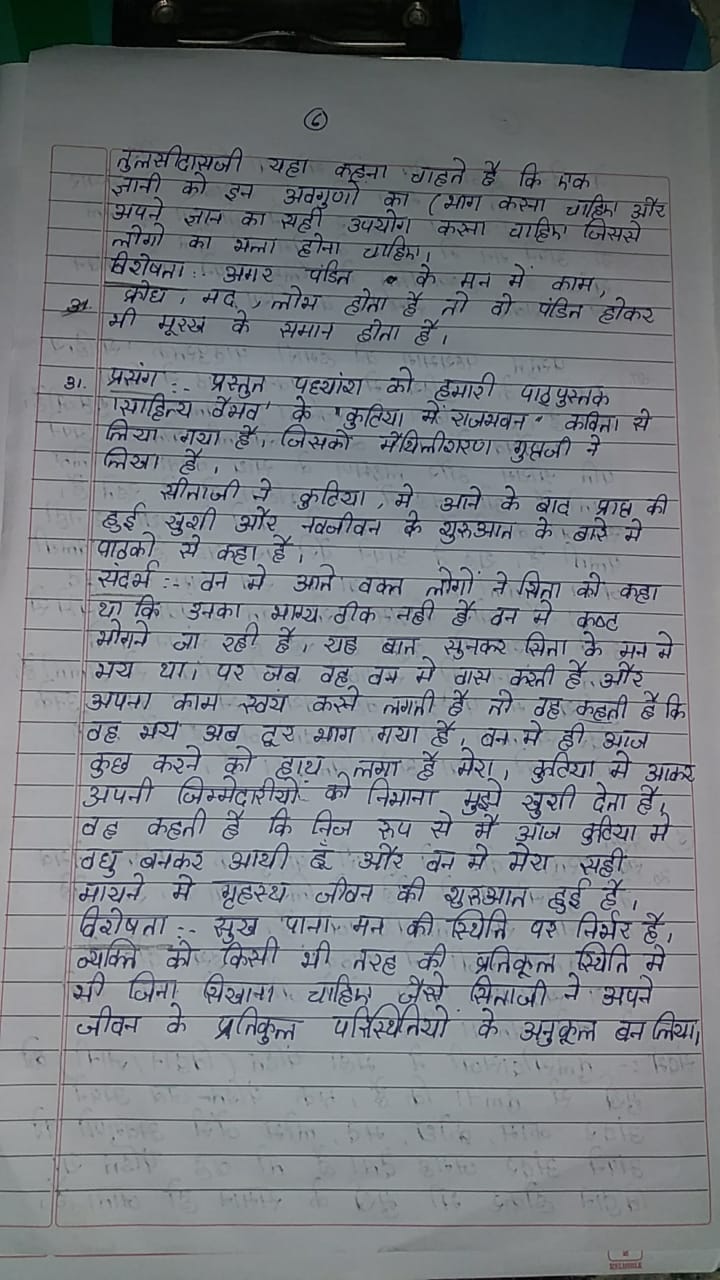 6
तुलसीदासजी यहा कहना चाहते है कि एक
ज्ञानी को इन अवगुणो का (भाग करना चाहिए और
अपने ज्ञान का सही उपयोग करना चाहिए जिससे
लोगो का भला होना चाहिए।
विशेषता :- अगर पंडित के मन में काम,
क्रोध, मद, लोभ होता है तो वो पंडित होकर
भी मूरख के समान होता है।
31. प्रसंग :- प्रस्तुत पध्यांश को हमारी पाठ्पुस्तक
'साहित्य वैभव' के "कुटिया में राजभवन" कविता से
लिया गया है, जिसको मैथिलीशरण गुप्तजी ने
लिखा है।
सीताजी ने कुटिया, मे आने के बाद प्राप्त की
हुई खुशी और नवजीवन के शुरुआत के बारे मे
पाठको से कहा है।
संदर्भ :- वन मे आते वक्त लोगों ने सिता को कहा
था कि उनका भाग्य ठीक नही है वन मे कष्ट
भोगने जा रही है, यह बात सुनकर सिता के मन मे
भय था। पर जब वह वन मे वास करती है और
अपना काम स्वयं करने लगती है तो वह कहती है कि
वह भय अब दूर भाग गया है, वन मे ही आज
कुछ करने को हाथ लगा है मेरा, कुटिया मे आकर
अपनी जिम्मेदारीयों को निभाना मुझे खुशी देता है,
वह कहती है कि निज रुप से मै आज कुटिया मे
वधु बनकर आयी हूँ और वन मे मेरा सही
मायने मे गृहस्थ जीवन की शुरुआत हुई है।
विशेषता :- सुख पाना मन की स्थिति पर निर्भर है,
व्यक्ति को किसी भी तरह की प्रतिकूल स्थिति मे
भी जिना सिखाना चाहिए जैसे सिताजी ने अपने
जीवन के प्रतिकुल परिस्थितियो के अनुकूल बन लिया।
RELIABLE